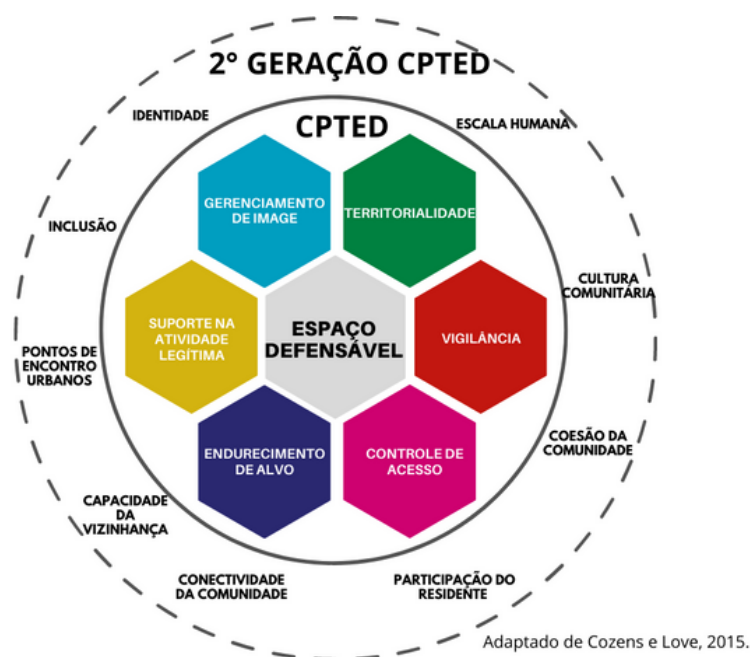 2° GERAÇÃO CPTED
IDENTIDADE
CPTED
ESCALA HUMANA
GERENCIAMENTO
DE IMAGE
TERRITORIALIDADE
INCLUSÃO
CULTURA
COMUNITÁRIA
SUPORTE NA
ATIVIDADE
LEGÍTIMA
ESPAÇO
DEFENSÁVEL
VIGILÂNCIA
PONTOS DE
ENCONTRO
URBANOS
COESÃO DA
COMUNIDADE
ENDURECIMENTO
DE ALVO
CONTROLE DE
ACESSO
CAPACIDADE
DA
VIZINHANÇA
CONECTIVIDADE
DA COMUNIDADE
PARTICIPAÇÃO DO
RESIDENTE
Adaptado de Cozens e Love, 2015.